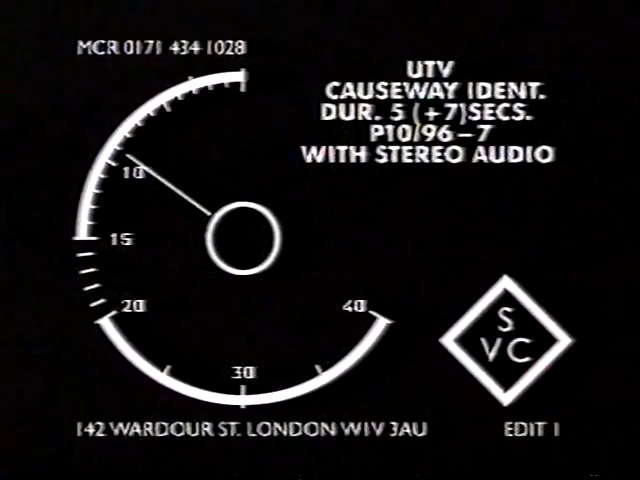 MCR 0171 434 1028
UTV
CAUSEWAY IDENT.
DUR. 5 (+7)SECS.
P10/96-7
WITH STEREO AUDIO
10
15
20
40
30
S
VC
142 WARDOUR ST. LONDON W1V 3AU
EDIT 1